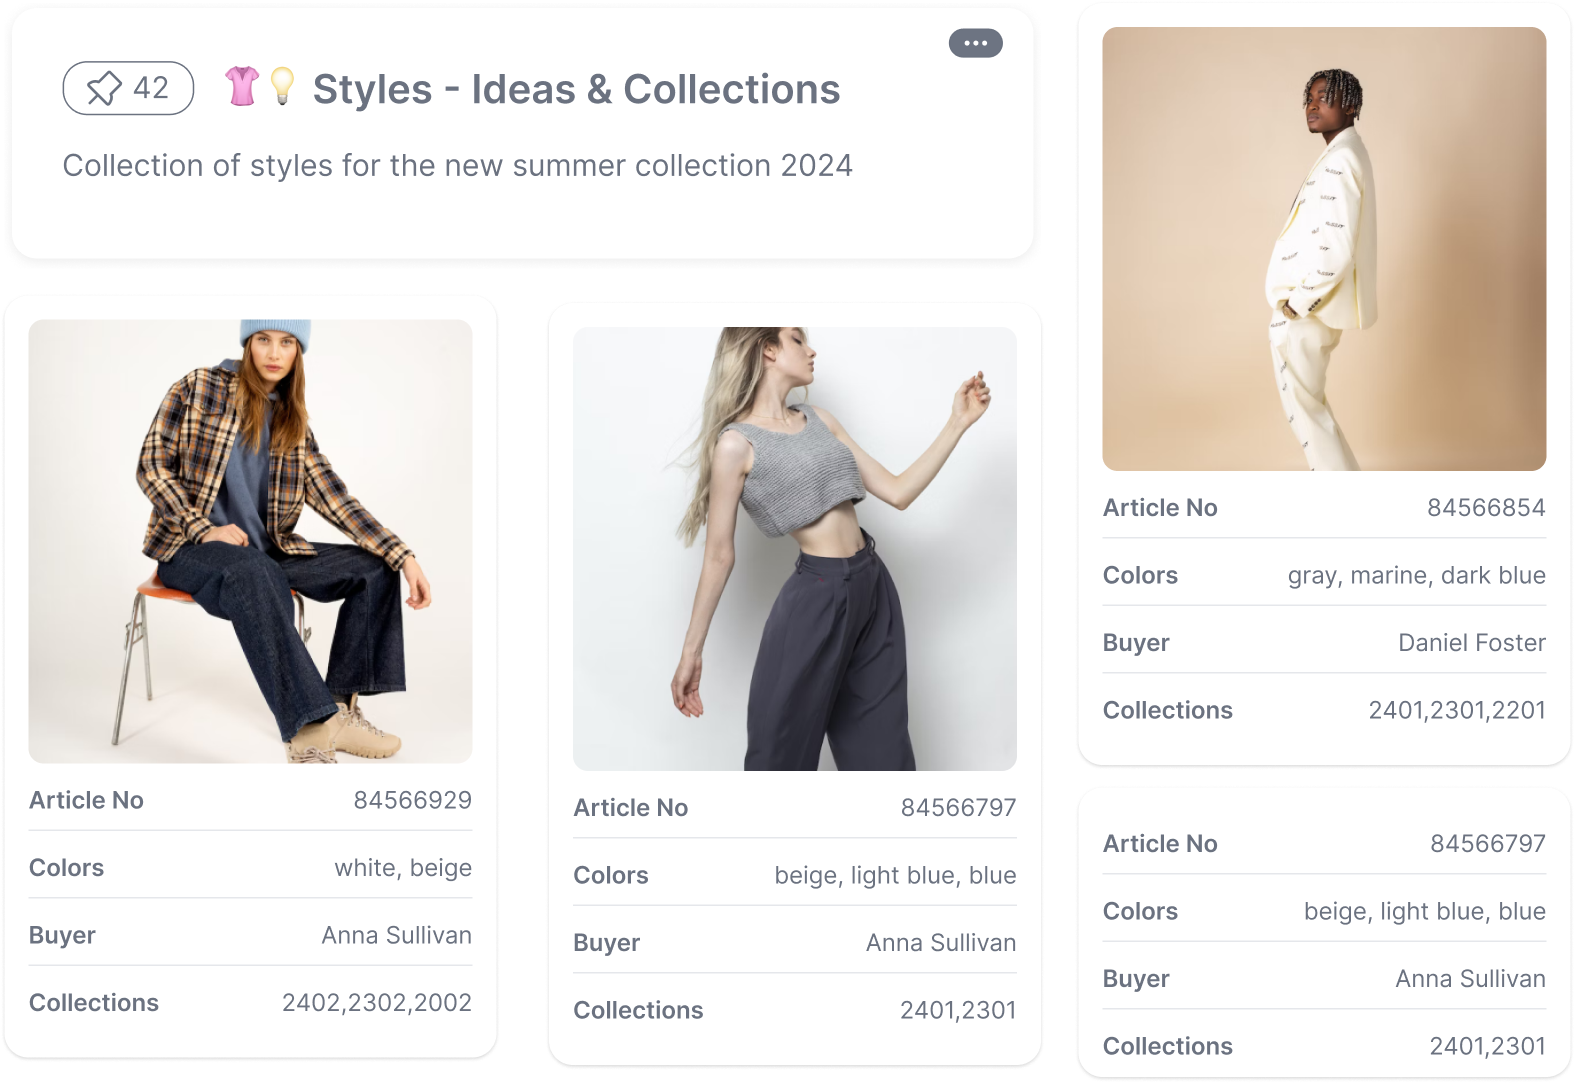 42
Styles - Ideas & Collections
Collection of styles for the new summer collection 2024
Article No 84566929
Colors white, beige
Buyer Anna Sullivan
Collections 2402,2302,2002
Article No 84566797
Colors beige, light blue, blue
Buyer Anna Sullivan
Collections 2401,2301
Article No 84566854
Colors gray, marine, dark blue
Buyer Daniel Foster
Collections 2401,2301,2201
Article No 84566797
Colors beige, light blue, blue
Buyer Anna Sullivan
Collections 2401,2301